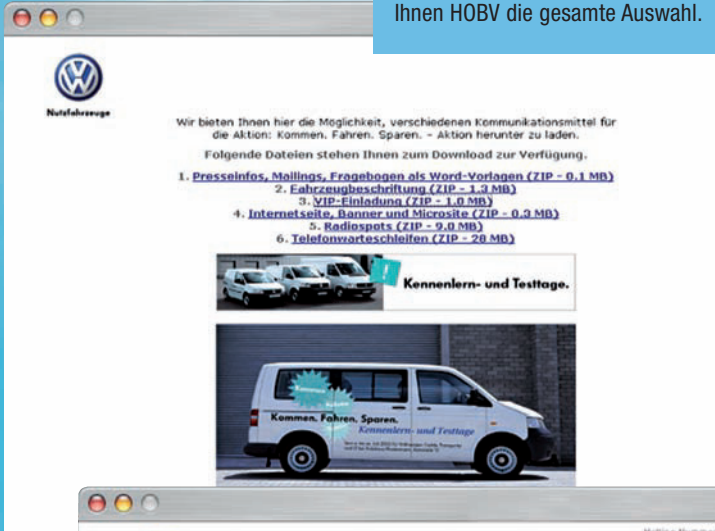 Ihnen HOBV die gesamte Auswahl.
Nutzfahrzeuge
Wir bieten Ihnen hier die Möglichkeit, verschiedenen Kommunikationsmittel für
die Aktion: Kommen. Fahren. Sparen. – Aktion herunter zu laden.
Folgende Dateien stehen Ihnen zum Download zur Verfügung.
1. Presseinfos, Mailings, Fragebogen als Word-Vorlagen (ZIP - 0.1 MB)
2. Fahrzeugbeschriftung (ZIP - 1.3 MB)
3. VIP-Einladung (ZIP - 1.0 MB)
4. Internetseite, Banner und Microsite (ZIP - 0.3 MB)
5. Radiospots (ZIP - 9.0 MB)
6. Telefonwarteschleifen (ZIP - 20 MB)
! Kennenlern- und Testtage.
Kommen. Fahren. Sparen.
Kennenlern- und Testtage